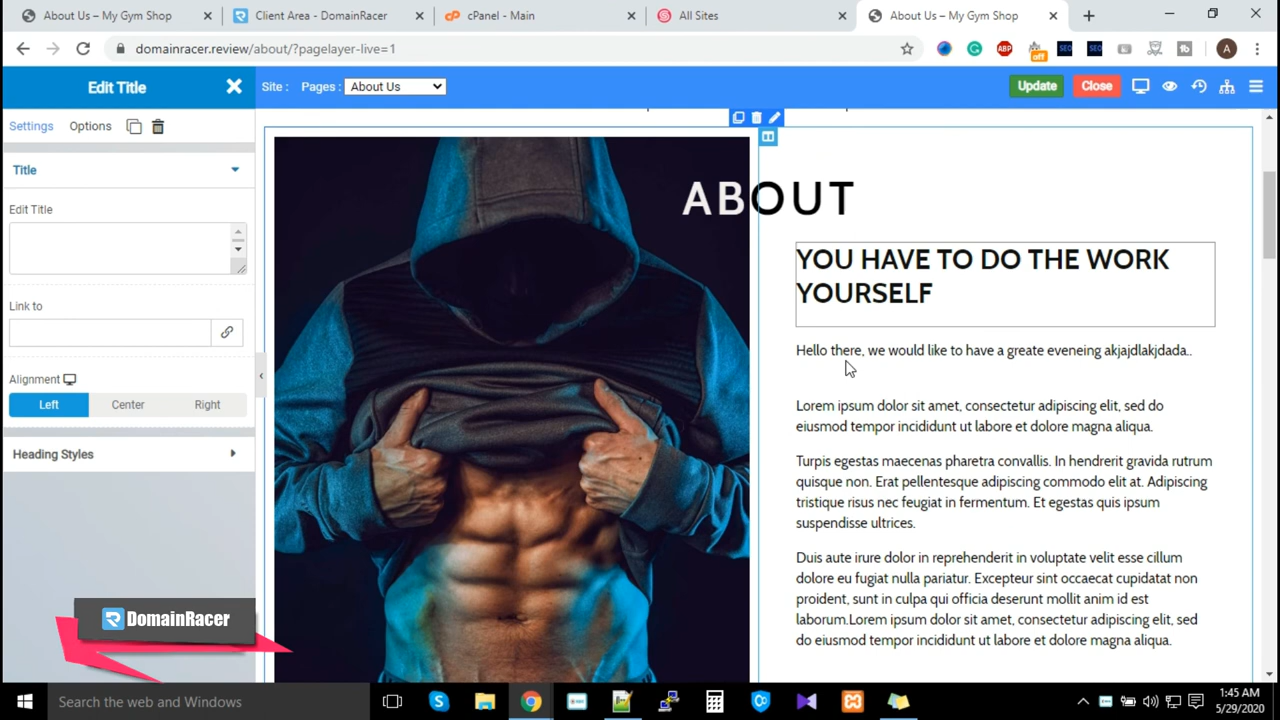 About Us – My Gym Shop
Client Area - DomainRacer
cPanel - Main
All Sites
About Us – My Gym Shop
domainracer.review/about/?pagelayer-live=1
ABP
off
SEO
SEO
A
Edit Title
Site :
Pages :
About Us
Update
Close
Settings
Options
Title
Edit Title
Link to
Alignment
Left
Center
Right
Heading Styles
ABOUT
YOU HAVE TO DO THE WORK
YOURSELF
Hello there, we would like to have a greate eveneing akjajdlakjdada..
Lorem ipsum dolor sit amet, consectetur adipiscing elit, sed do
eiusmod tempor incididunt ut labore et dolore magna aliqua.
Turpis egestas maecenas pharetra convallis. In hendrerit gravida rutrum
quisque non. Erat pellentesque adipiscing commodo elit at. Adipiscing
tristique risus nec feugiat in fermentum. Et egestas quis ipsum
suspendisse ultrices.
Duis aute irure dolor in reprehenderit in voluptate velit esse cillum
dolore eu fugiat nulla pariatur. Excepteur sint occaecat cupidatat non
proident, sunt in culpa qui officia deserunt mollit anim id est
laborum.Lorem ipsum dolor sit amet, consectetur adipiscing elit, sed do
eiusmod tempor incididunt ut labore et dolore magna aliqua.
DomainRacer
Search the web and Windows
1:45 AM
5/29/2020